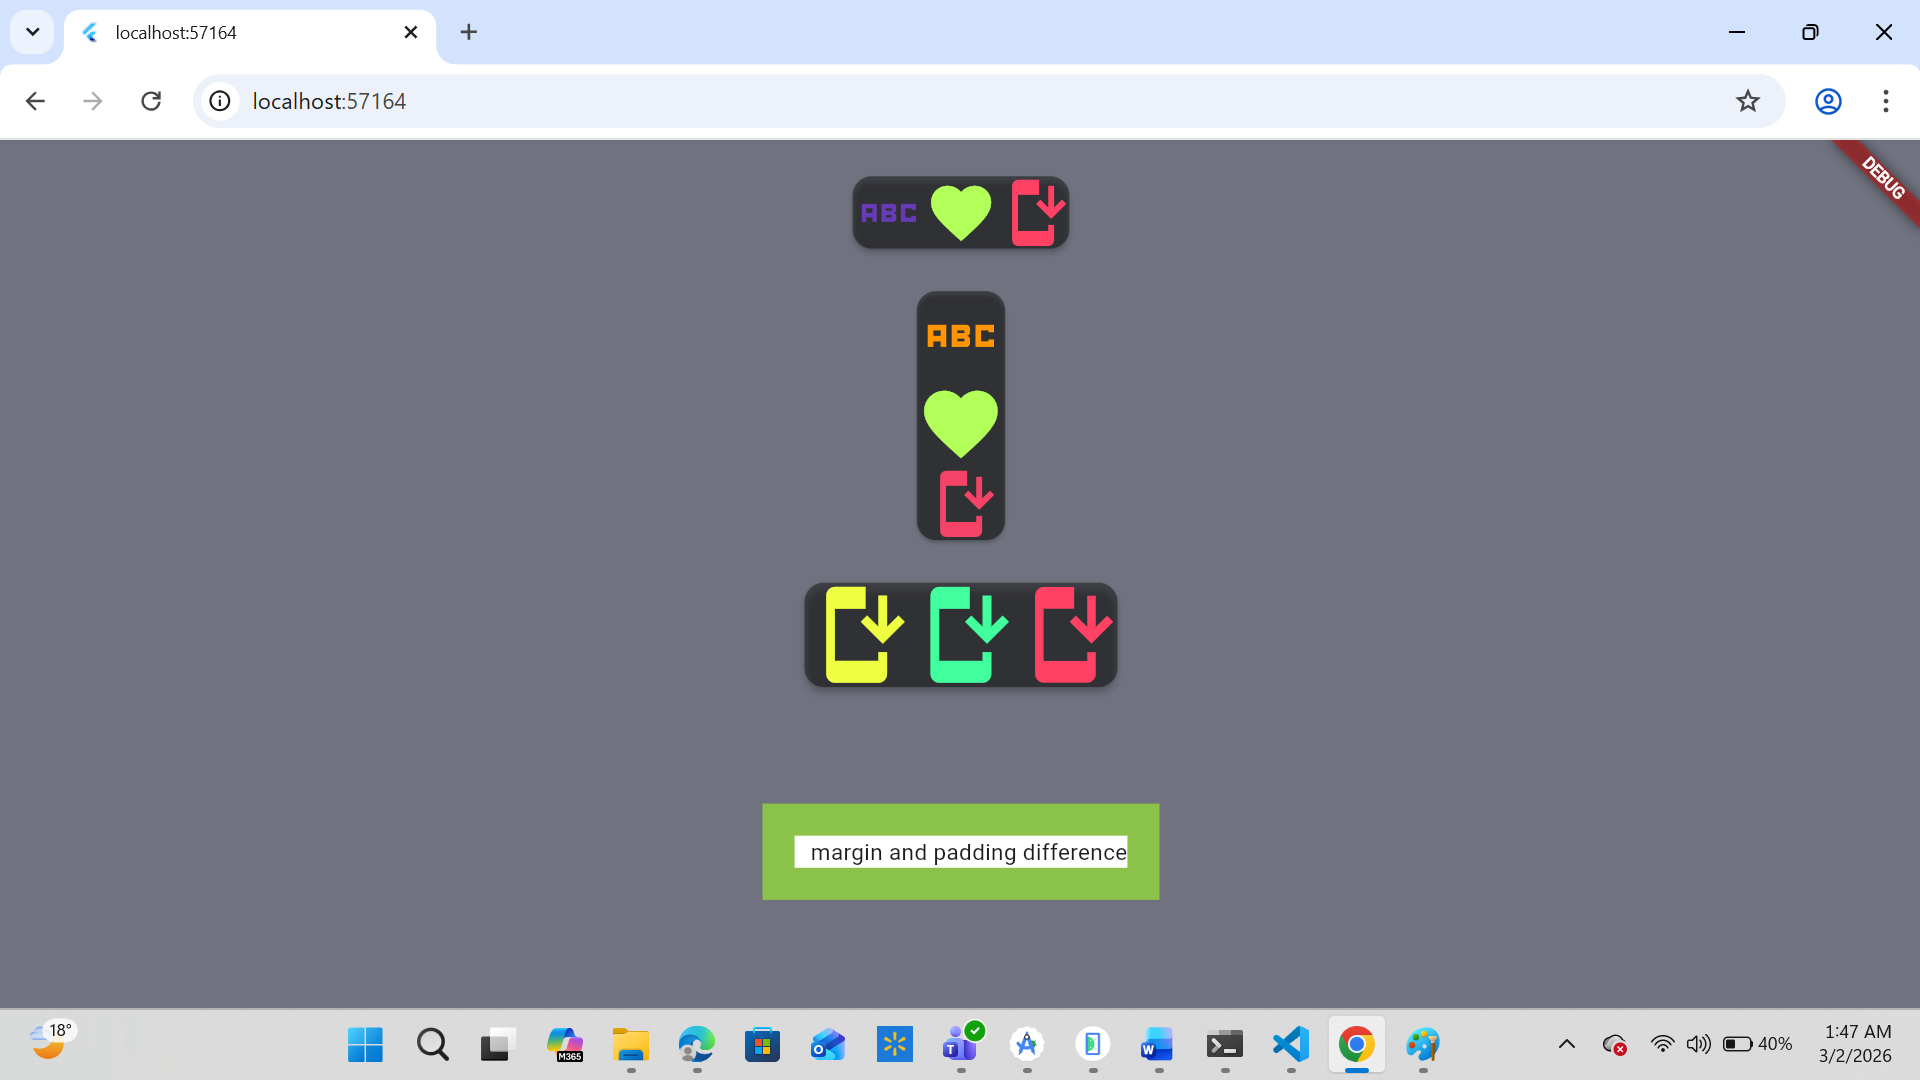 localhost:57164
localhost:57164
DEBUG
ABC
ABC
margin and padding difference
18°
M365
O
T
W
40%
1:47 AM
3/2/2026